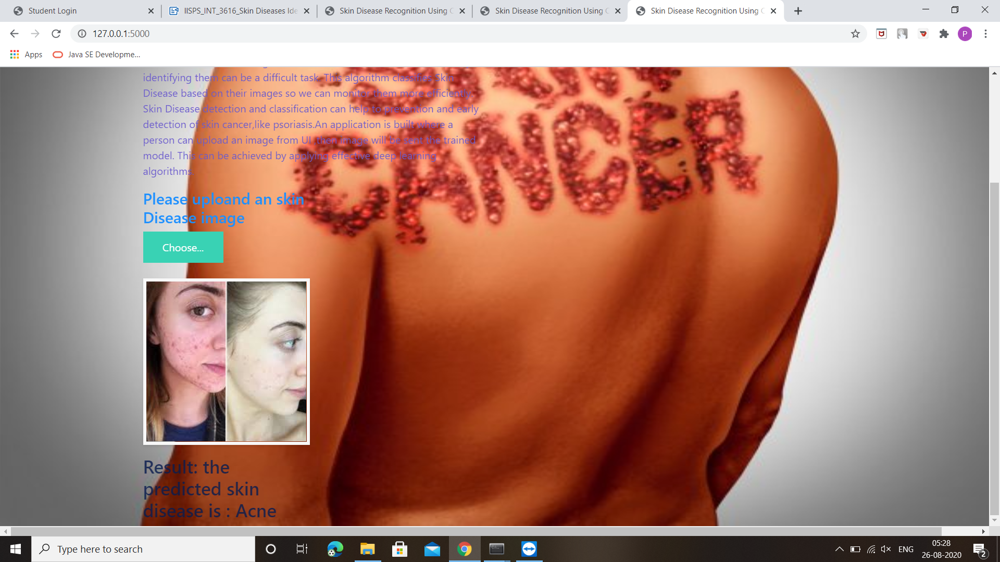 Student Login
IISPS_INT_3616_Skin Diseases Ide
Skin Disease Recognition Using C
Skin Disease Recognition Using C
Skin Disease Recognition Using C
127.0.0.1:5000
P
Apps
Java SE Developme...
identifying them can be a difficult task. This algorithm classifies Skin
Disease based on their images so we can monitor them more efficiently.
Skin Disease detection and classification can help to prevention and early
detection of skin cancer,like psoriasis.An application is built where a
person can upload an image from UI ,then image will be sent the trained
model. This can be achieved by applying effective deep learning
algorithms.
CANCER
Please uploand an skin
Disease image
Choose...
Result: the
predicted skin
disease is : Acne
Type here to search
ENG
05:28
26-08-2020
2